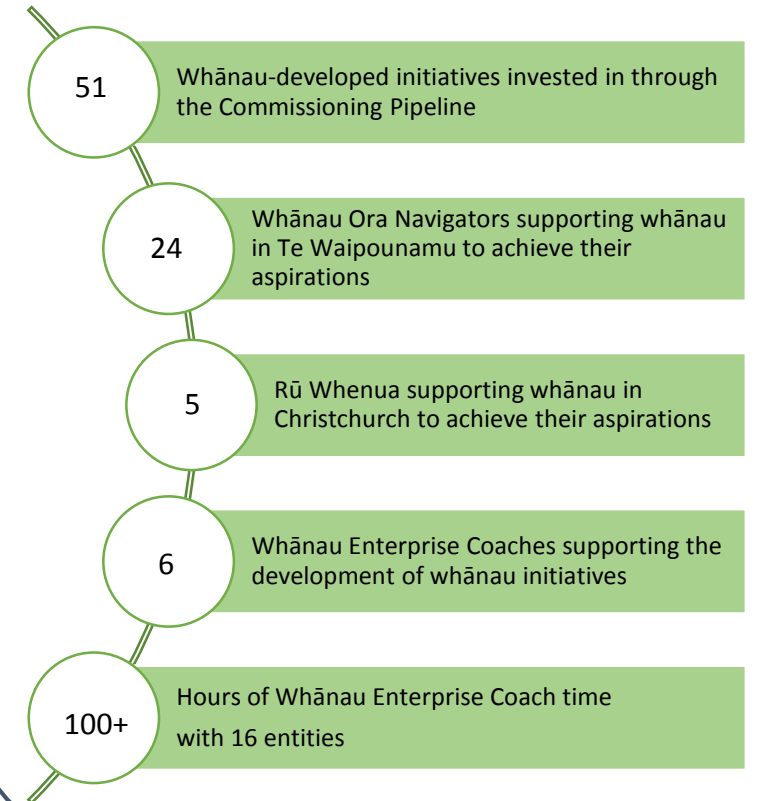 51
Whānau-developed initiatives invested in through
the Commissioning Pipeline
24
Whānau Ora Navigators supporting whānau
in Te Waipounamu to achieve their
aspirations
5
Rū Whenua supporting whānau in
Christchurch to achieve their aspirations
6
Whānau Enterprise Coaches supporting the
development of whānau initiatives
100+
Hours of Whānau Enterprise Coach time
with 16 entities